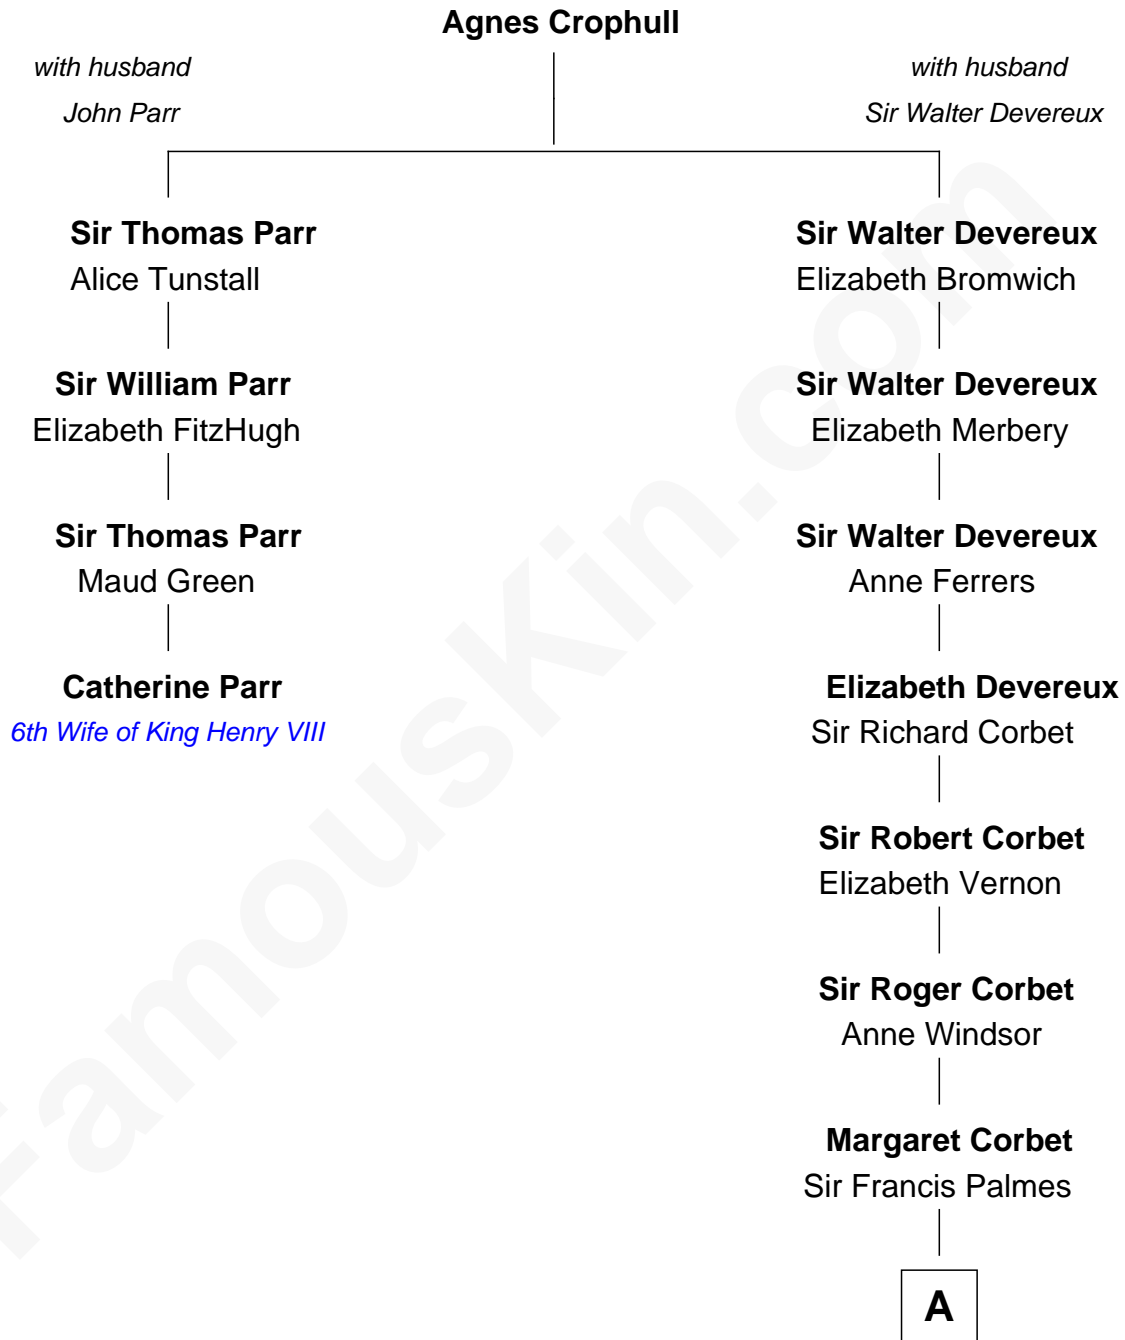 Agnes Crophull
with husband
John Parr
with husband
Sir Walter Devereux
Sir Thomas Parr
Alice Tunstall
Sir William Parr
Elizabeth FitzHugh
Sir Thomas Parr
Maud Green
Catherine Parr
6th Wife of King Henry VIII
Sir Walter Devereux
Elizabeth Bromwich
Sir Walter Devereux
Elizabeth Merbery
Sir Walter Devereux
Anne Ferrers
Elizabeth Devereux
Sir Richard Corbet
Sir Robert Corbet
Elizabeth Vernon
Sir Roger Corbet
Anne Windsor
Margaret Corbet
Sir Francis Palmes
A
FamousKin.com